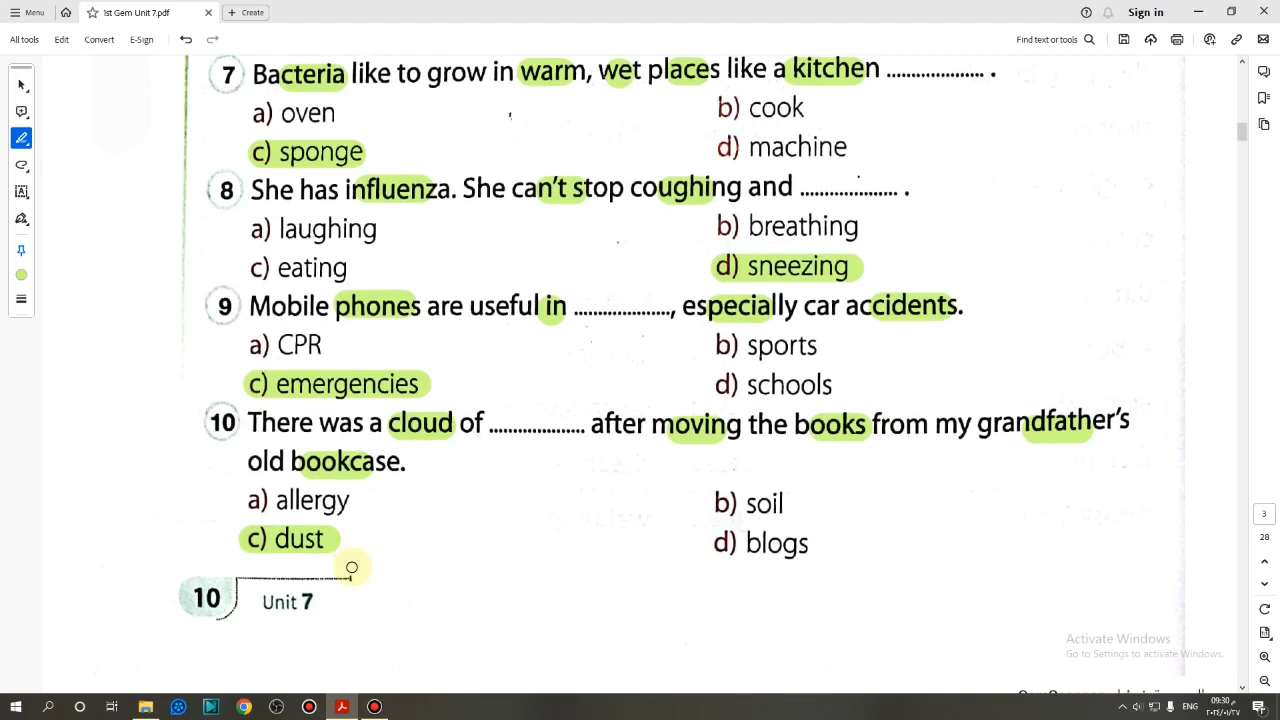 Menu
1st Gem Unit 7.pdf
Create
Sign in
All tools Edit Convert E-Sign
Find text or tools
7 Bacteria like to grow in warm, wet places like a kitchen .................... .
a) oven b) cook
c) sponge d) machine
8 She has influenza. She can't stop coughing and .................... .
a) laughing b) breathing
c) eating d) sneezing
9 Mobile phones are useful in ...................., especially car accidents.
a) CPR b) sports
c) emergencies d) schools
10 There was a cloud of .................... after moving the books from my grandfather's
old bookcase.
a) allergy b) soil
c) dust d) blogs
10 Unit 7
3
28
Activate Windows
Go to Settings to activate Windows.
ENG
09:30 م